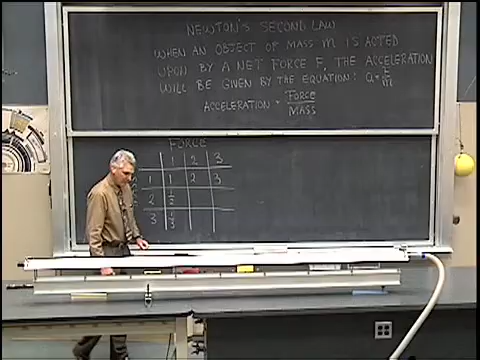 NEWTON'S SECOND LAW
WHEN AN OBJECT OF MASS M IS ACTED
UPON BY A NET FORCE F, THE ACCELERATION
WILL BE GIVEN BY THE EQUATION: a = F/m
ACCELERATION = FORCE/MASS
FORCE
1 2 3
1 1 2 3
2 1/2
3 1/3